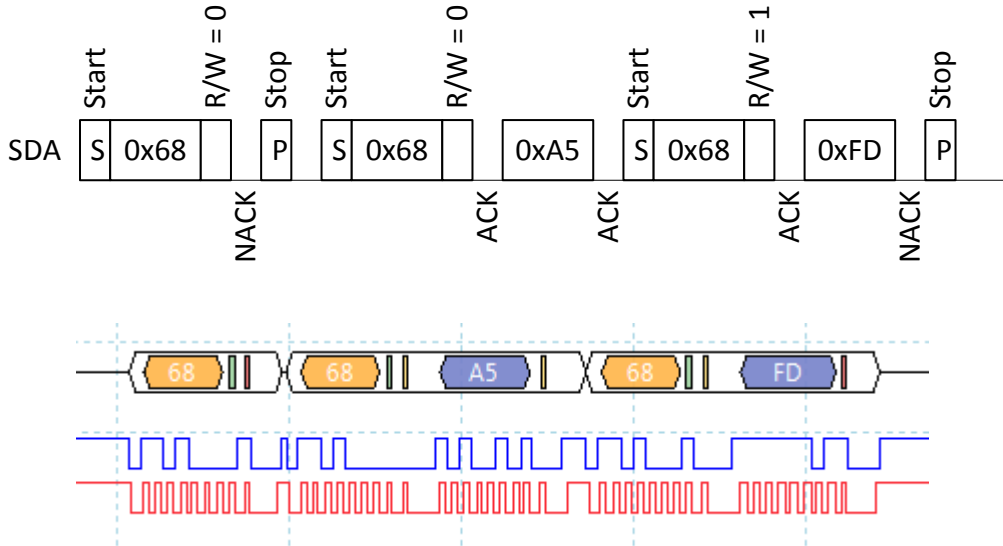 Start R/W = 0 Stop Start R/W = 0 Start R/W = 1 Stop
SDA S 0x68 P S 0x68 0xA5 S 0x68 0xFD P
NACK ACK ACK ACK NACK
68 68 A5 68 FD